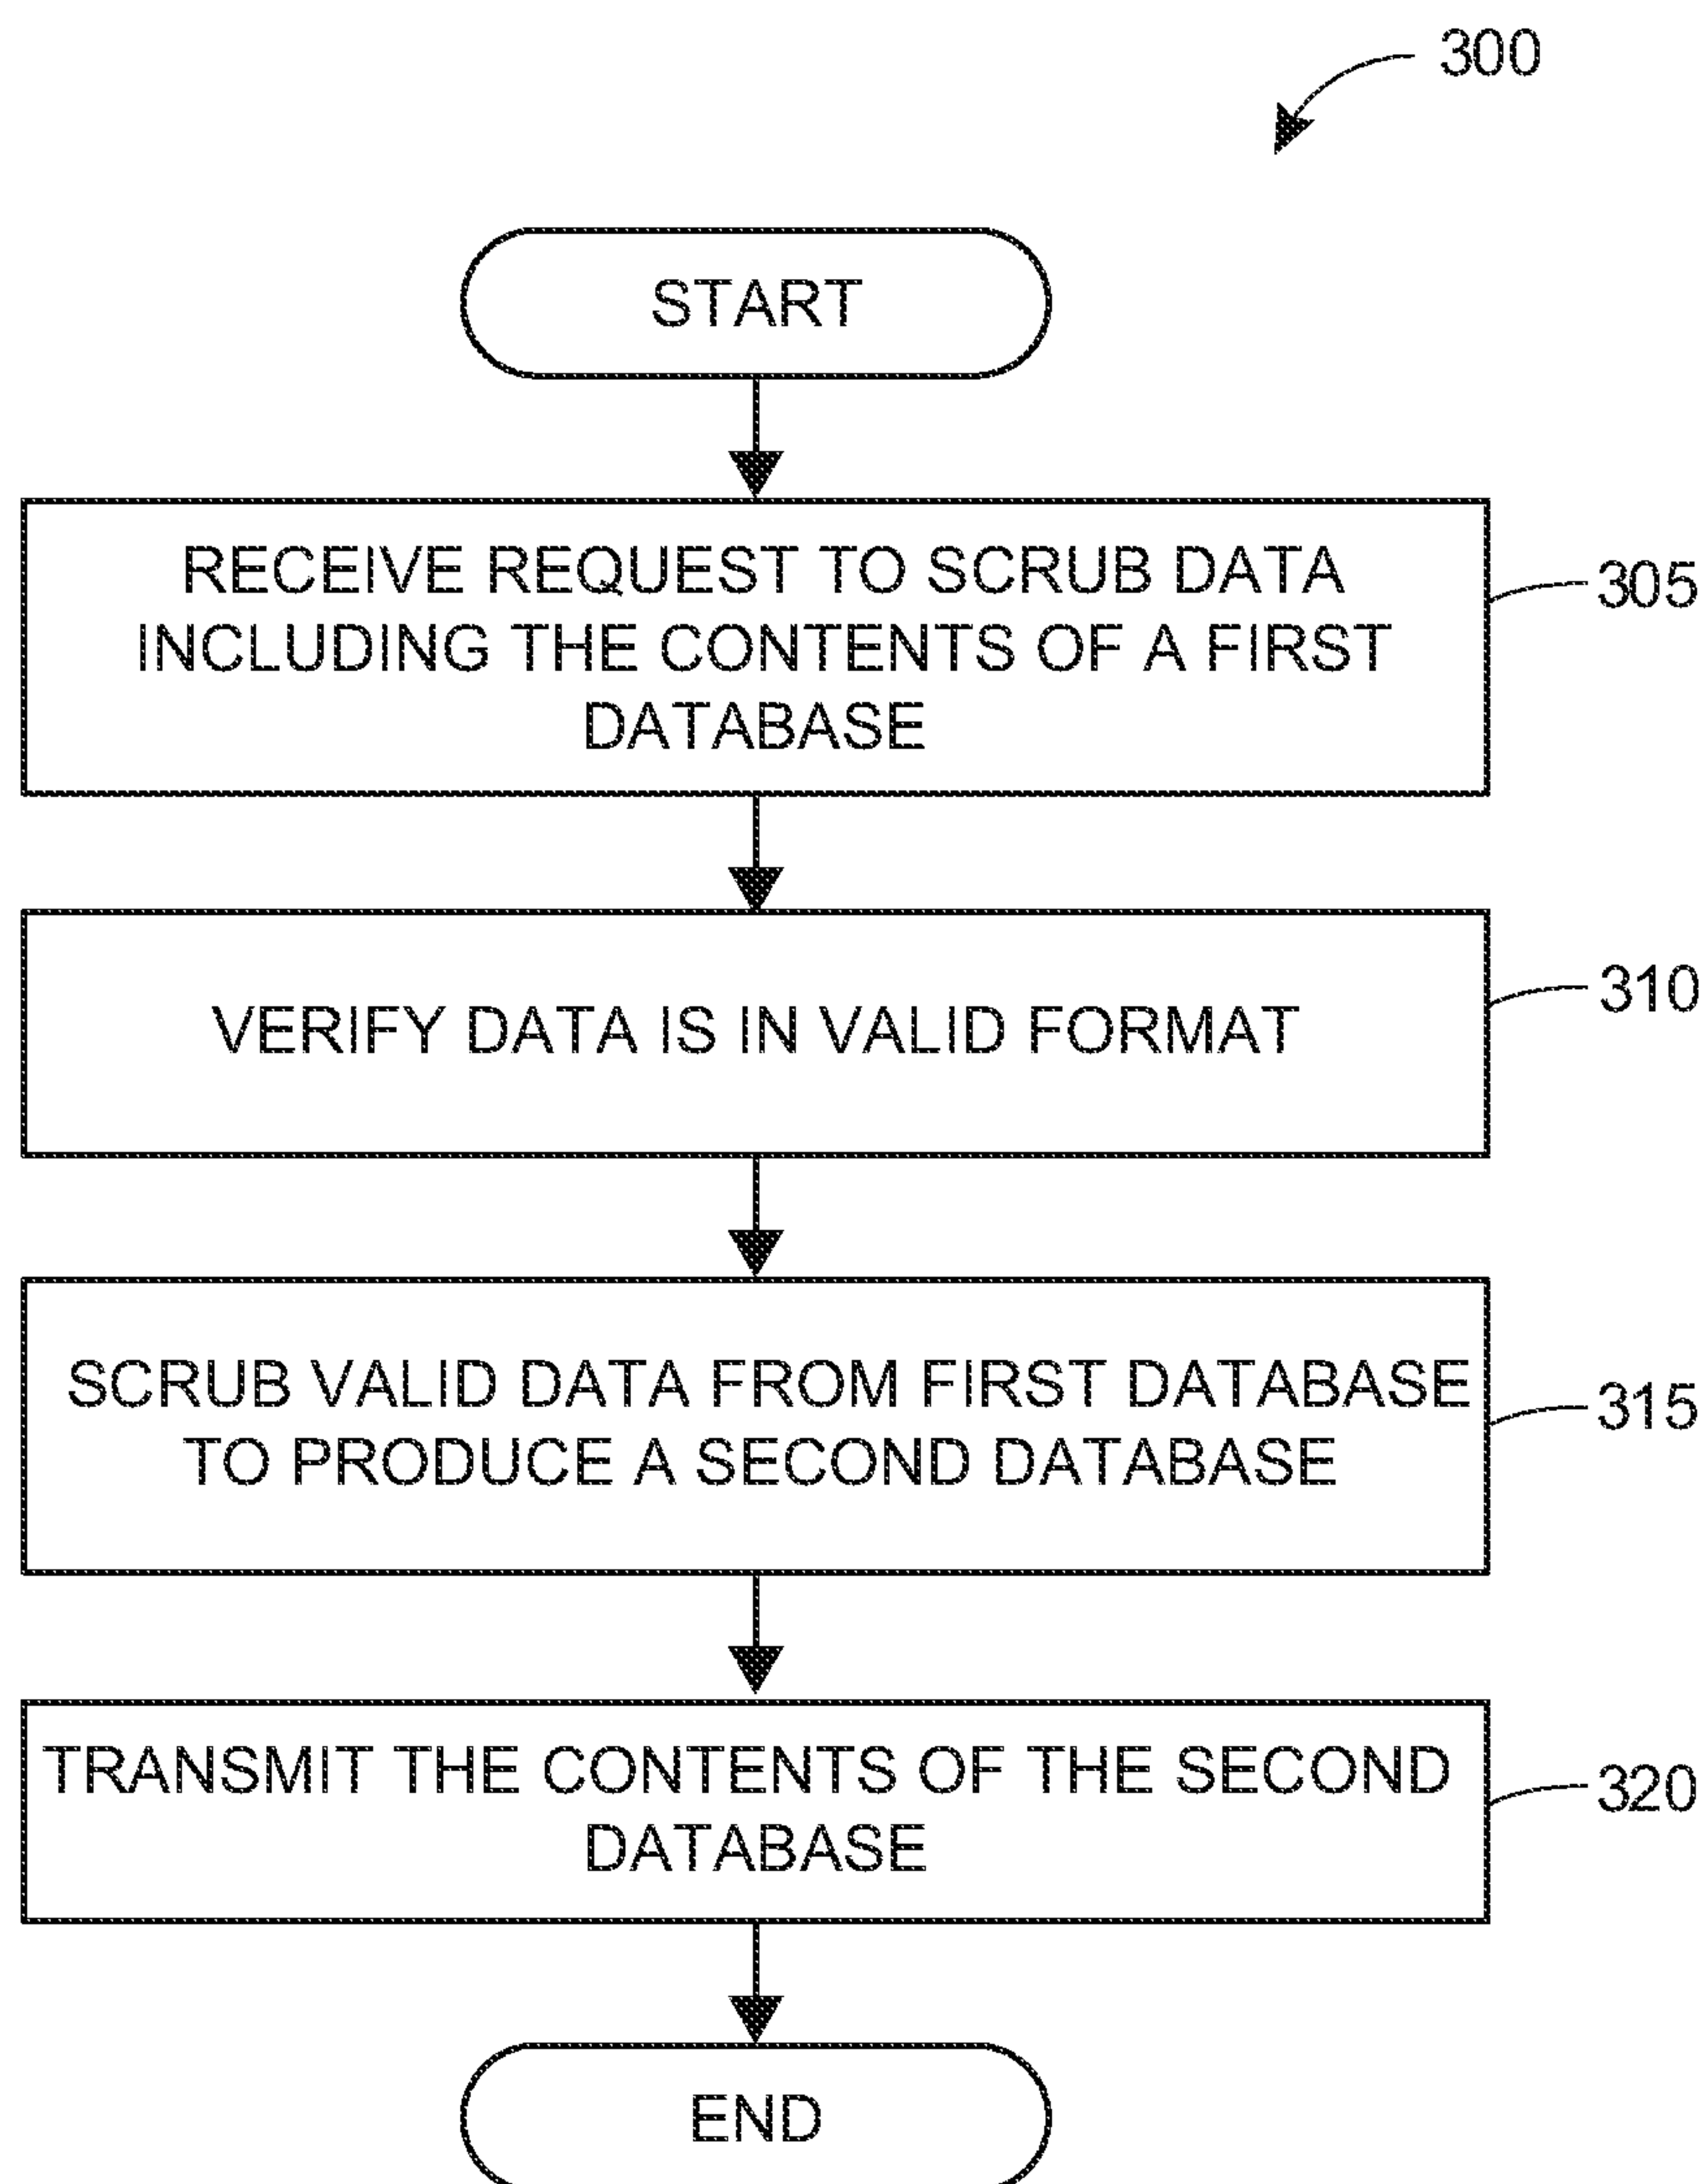 300
START
RECEIVE REQUEST TO SCRUB DATA
INCLUDING THE CONTENTS OF A FIRST
DATABASE
305
VERIFY DATA IS IN VALID FORMAT
310
SCRUB VALID DATA FROM FIRST DATABASE
TO PRODUCE A SECOND DATABASE
315
TRANSMIT THE CONTENTS OF THE SECOND
DATABASE
320
END